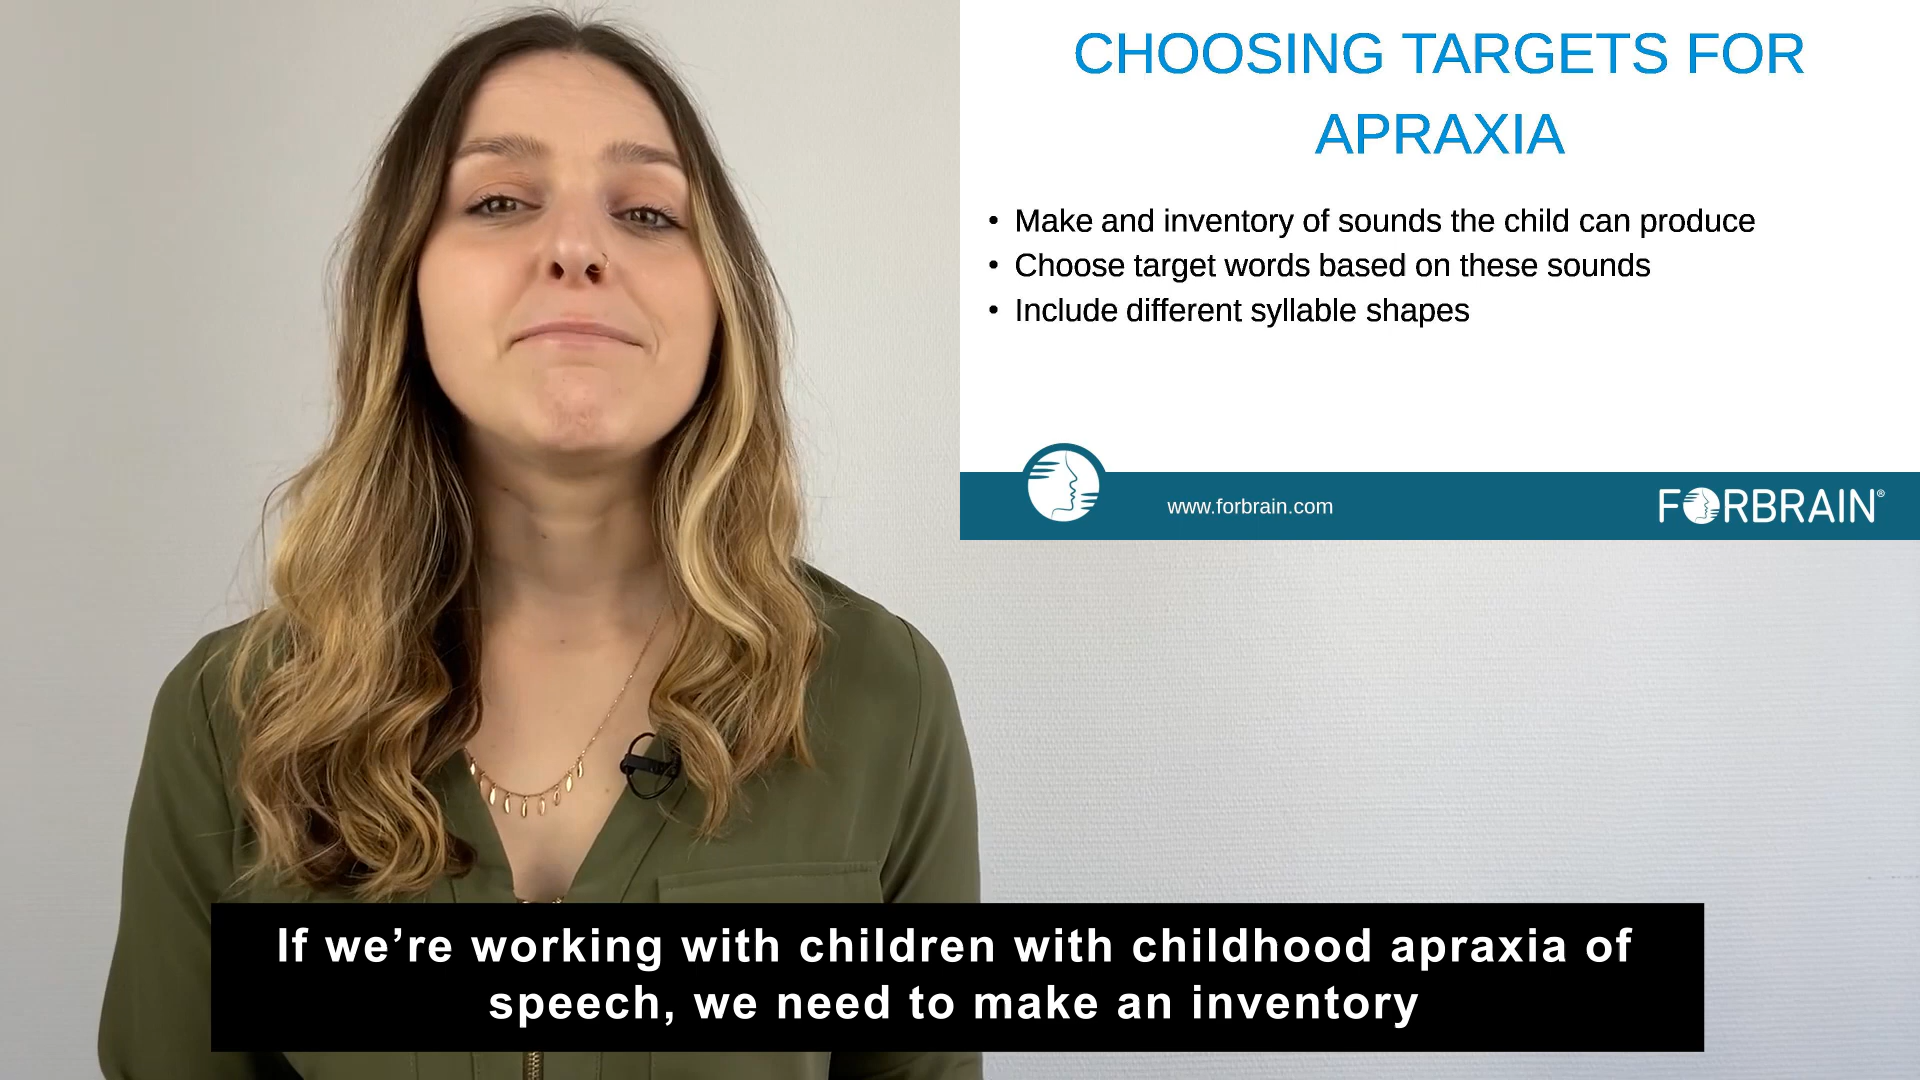 CHOOSING TARGETS FOR
APRAXIA
• Make and inventory of sounds the child can produce
• Choose target words based on these sounds
• Include different syllable shapes
www.forbrain.com
FORBRAIN®
If we’re working with children with childhood apraxia of
speech, we need to make an inventory